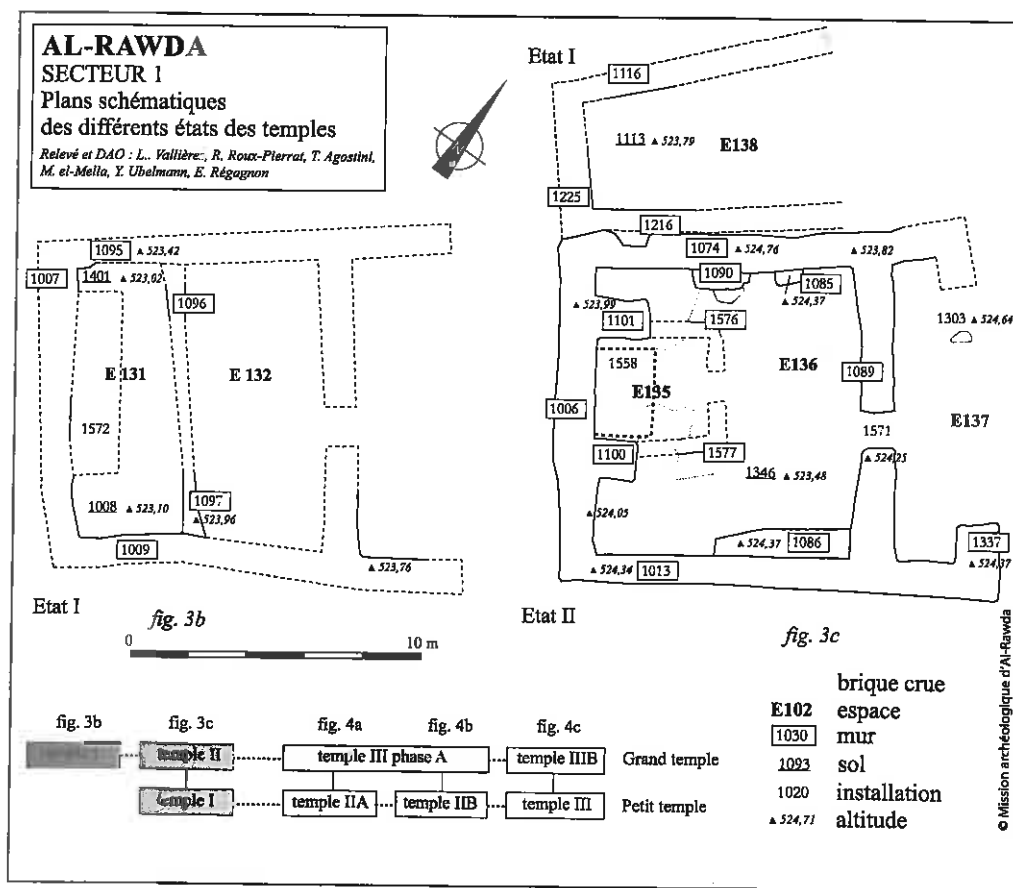 AL-RAWDA
SECTEUR 1
Plans schématiques
des différents états des temples
Relevé et DAO : L.. Vallière, R. Roux-Pierrat, T. Agostini,
M. el-Mella, Y. Ubelmann, E. Régagnon
Etat I
1116
1113 ▲ 523,79
E138
1225
1216
1074
▲ 524,76
▲ 523,82
1090
1085
▲ 524,37
▲ 523,99
1101
1576
1303 ▲ 524,64
1558
E136
E135
1089
1006
E137
1571
1100
1577
▲ 524,25
1346 ▲ 523,48
▲ 524,05
▲ 524,37
1086
1337
▲ 524,37
▲ 524,34
1013
Etat II
fig. 3c
1095
▲ 523,42
1007
1401
▲ 523,02
1096
E 131
E 132
1572
1008
▲ 523,10
1097
▲ 523,96
1009
▲ 523,76
Etat I
fig. 3b
0
10 m
fig. 3b
fig. 3c
fig. 4a
fig. 4b
fig. 4c
temple II
temple III phase A
temple IIIB
Grand temple
temple I
temple IIA
temple IIB
temple III
Petit temple
brique crue
E102 espace
1030 mur
1093 sol
1020 installation
▲ 524,71 altitude
© Mission archéologique d'Al-Rawda